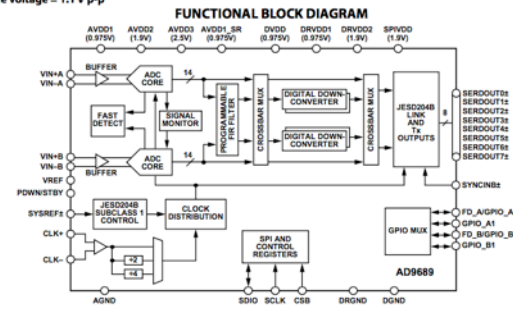 e voltage = 1.1 V p-p
FUNCTIONAL BLOCK DIAGRAM
AVDD1 AVDD2 AVDD3 AVDD1_SR DVDD DRVDD1 DRVDD2 SPIVDD
(0.975V) (1.9V) (2.5V) (0.975V) (0.975V) (0.975V) (1.9V) (1.9V)
BUFFER
VIN+A
VIN–A
ADC
CORE
14
FAST
DETECT
SIGNAL
MONITOR
PROGRAMMABLE
FIR FILTER
CROSSBAR MUX
DIGITAL DOWN-
CONVERTER
DIGITAL DOWN-
CONVERTER
CROSSBAR MUX
JESD204B
LINK
AND
Tx
OUTPUTS
8
SERDOUT0±
SERDOUT1±
SERDOUT2±
SERDOUT3±
SERDOUT4±
SERDOUT5±
SERDOUT6±
SERDOUT7±
VIN+B
VIN–B
BUFFER
ADC
CORE
14
VREF
PDWN/STBY
SYNCINB±
SYSREF±
JESD204B
SUBCLASS 1
CONTROL
CLOCK
DISTRIBUTION
CLK+
CLK–
÷2
÷4
SPI AND
CONTROL
REGISTERS
GPIO MUX
FD_A/GPIO_A
GPIO_A1
FD_B/GPIO_B
GPIO_B1
AD9689
AGND SDIO SCLK CSB DRGND DGND